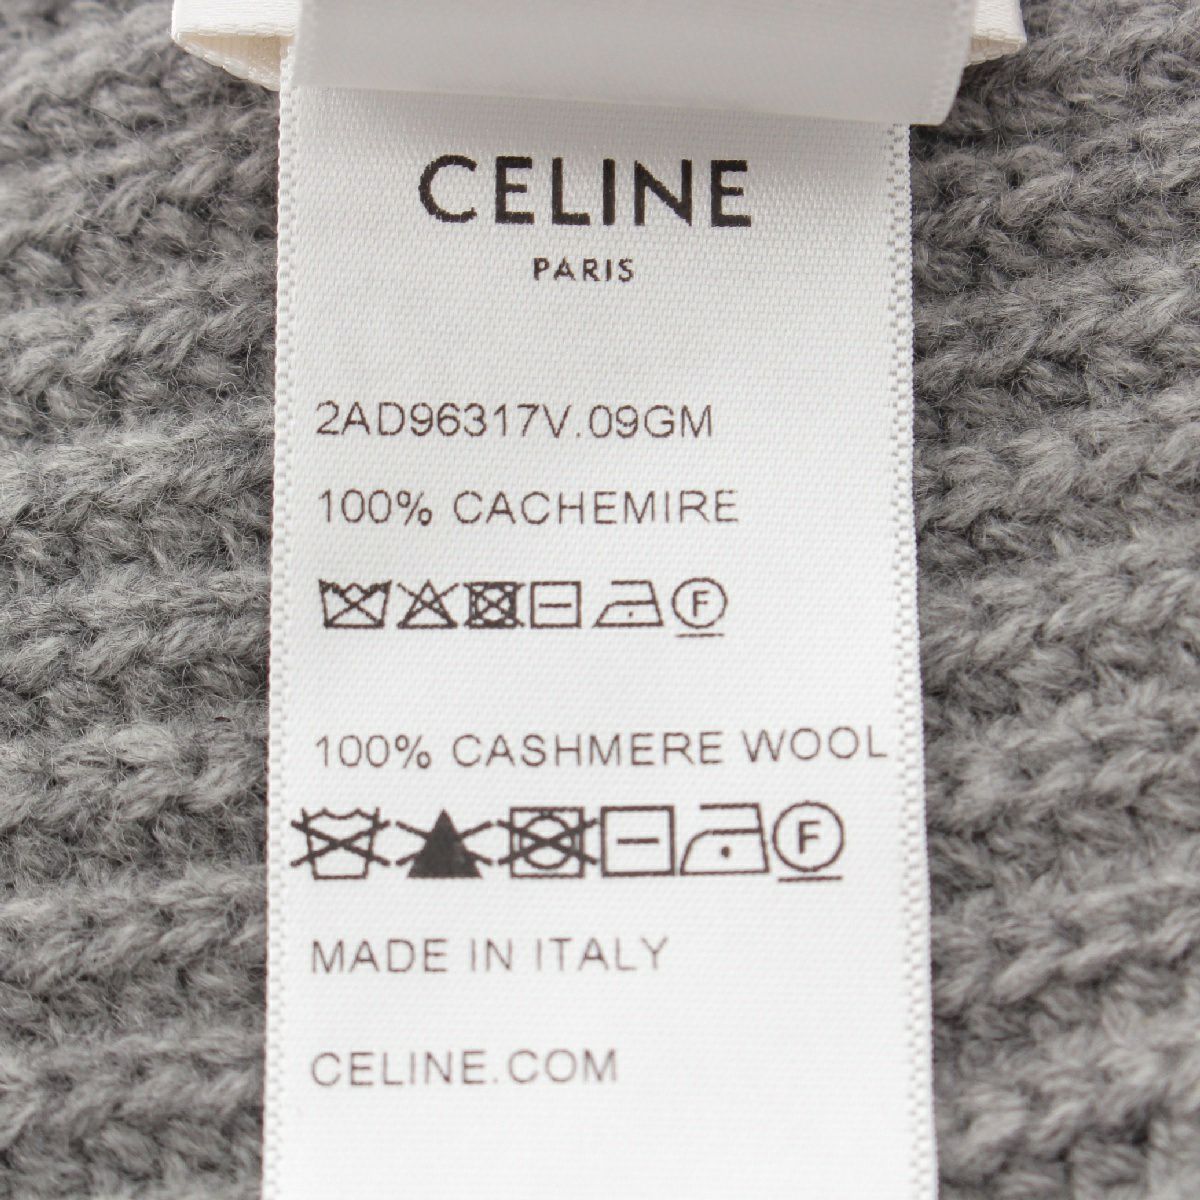 CELINE
PARIS
2AD96317V.09GM
100% CACHEMIRE
F
100% CASHMERE WOOL
F
MADE IN ITALY
CELINE.COM